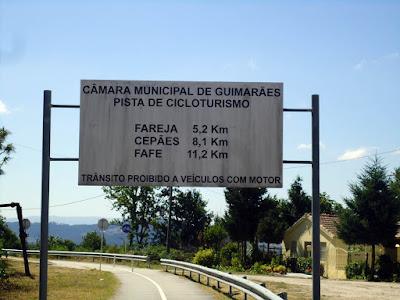 CÂMARA MUNICIPAL DE GUIMARÃES
PISTA DE CICLOTURISMO
FAREJA 5,2 Km
CEPÃES 8,1 Km
FAFE 11,2 Km
TRÂNSITO PROIBIDO A VEÍCULOS COM MOTOR